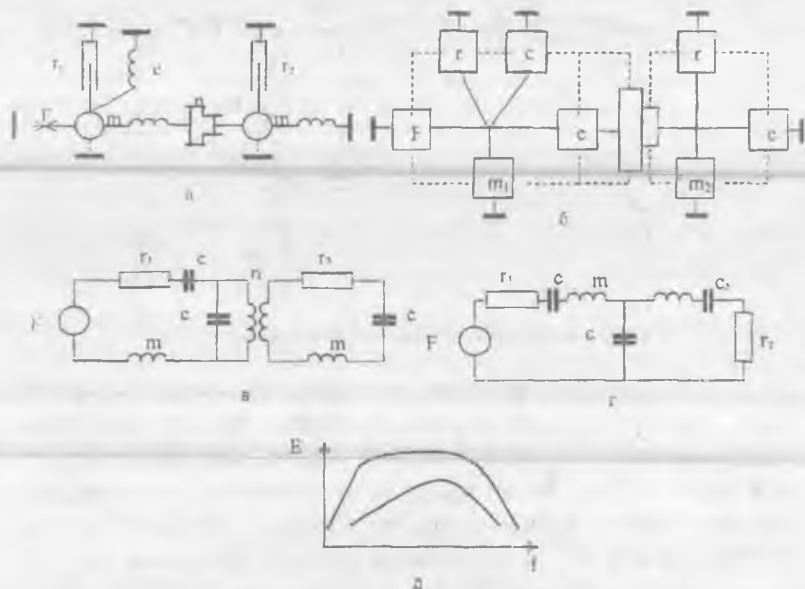 r₁ c r₂
F m n m
а
r c r
F c c
m₁ m₂
б
r₁ c n r₂
c c
F m m
в
r₁ c m c₂
F c r₂
г
E
f
д